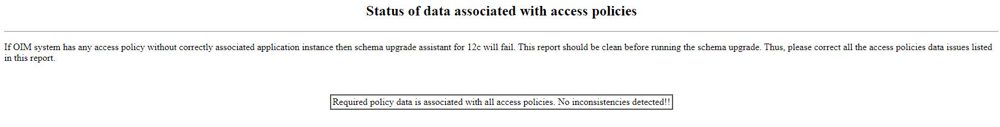 Status of data associated with access policies
If OIM system has any access policy without correctly associated application instance then schema upgrade assistant for 12c will fail. This report should be clean before running the schema upgrade. Thus, please correct all the access policies data issues listed
in this report.
Required policy data is associated with all access policies. No inconsistencies detected!!